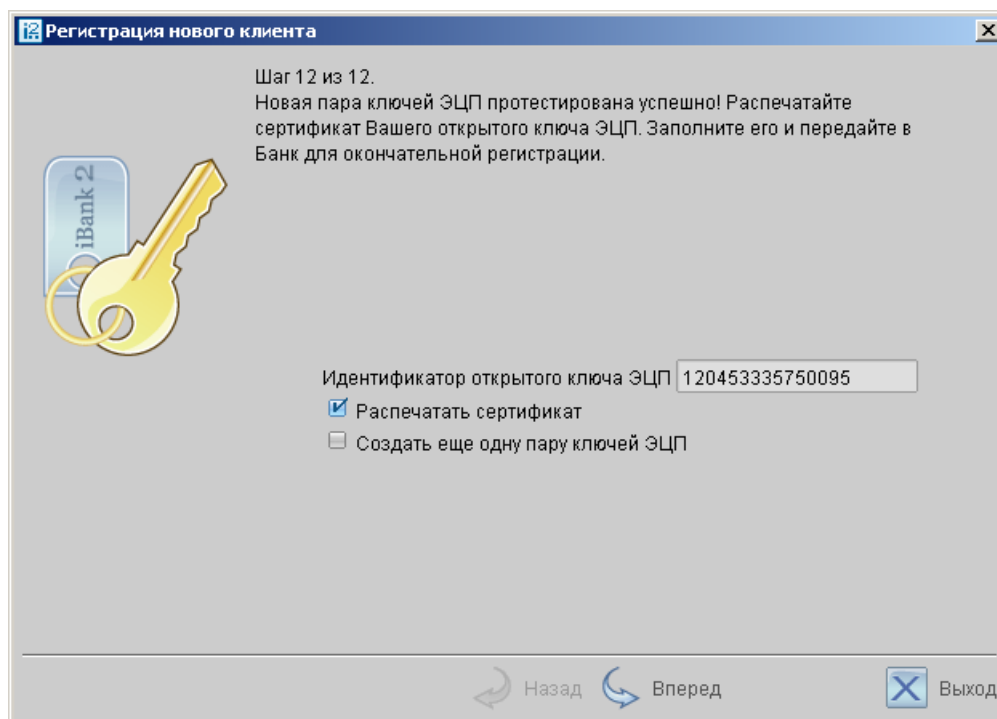 Регистрация нового клиента
Шаг 12 из 12.
Новая пара ключей ЭЦП протестирована успешно! Распечатайте
сертификат Вашего открытого ключа ЭЦП. Заполните его и передайте в
Банк для окончательной регистрации.
iBank 2
Идентификатор открытого ключа ЭЦП 120453335750095
Распечатать сертификат
Создать еще одну пару ключей ЭЦП
Назад Вперед Выход